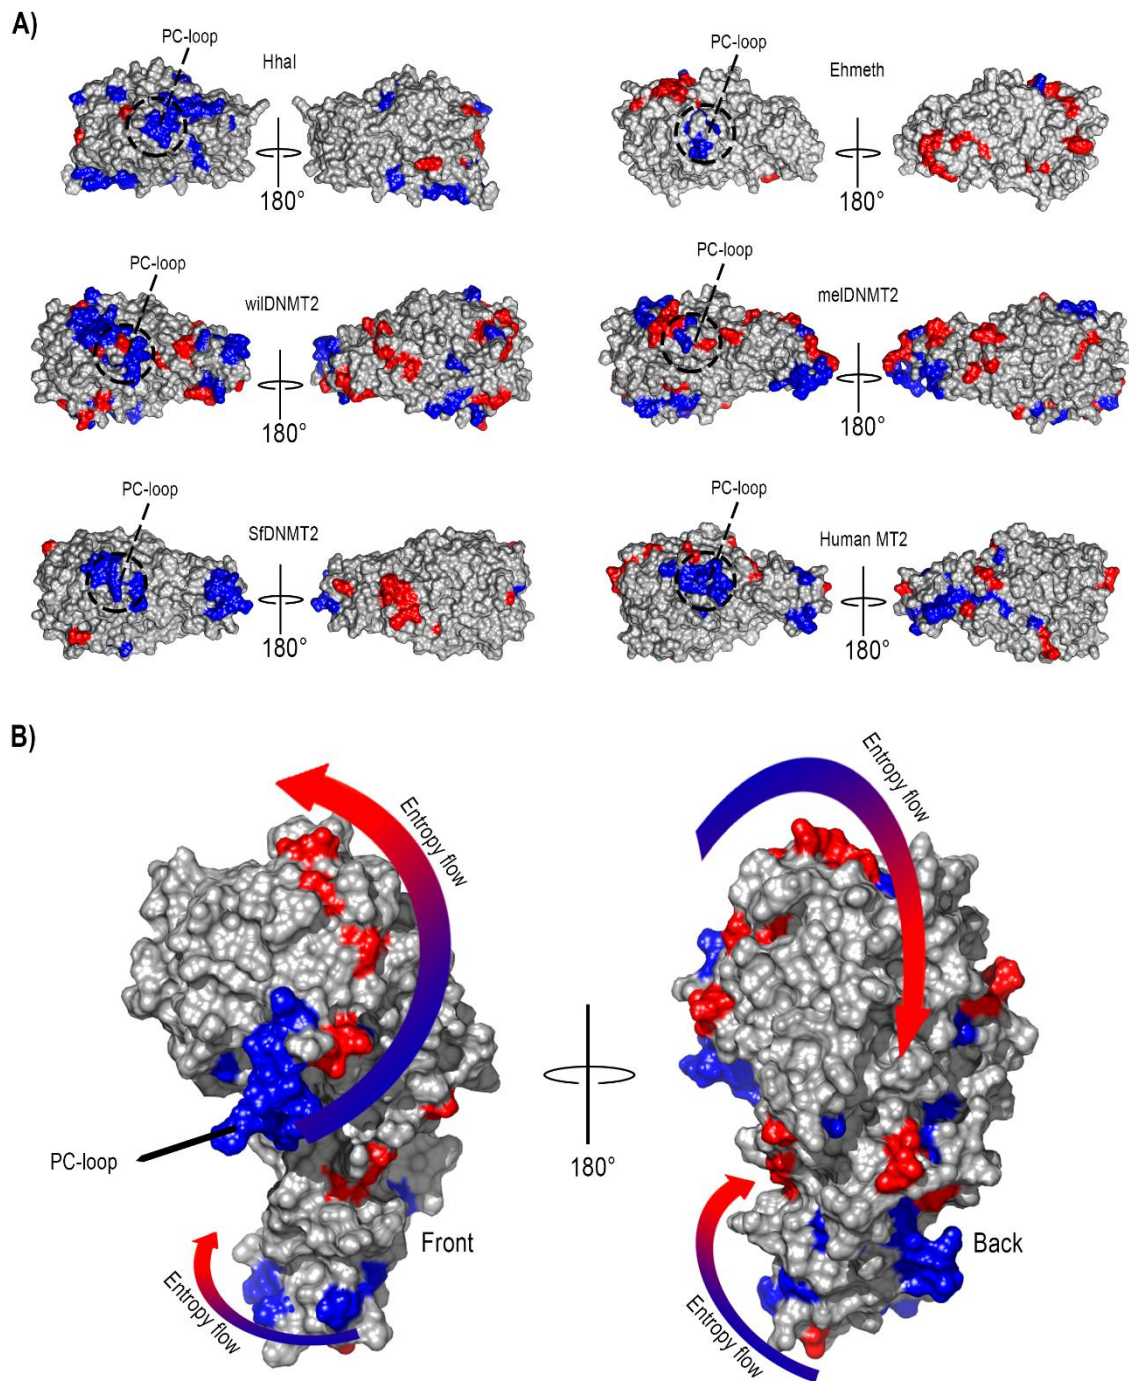 A)
PC-loop
HhaI
180°
PC-loop
Ehmeth
180°
PC-loop
wilDNMT2
180°
PC-loop
melDNMT2
180°
PC-loop
SfDNMT2
180°
PC-loop
Human MT2
180°
B)
Entropy flow
Entropy flow
PC-loop
180°
Front
Back
Entropy flow
Entropy flow